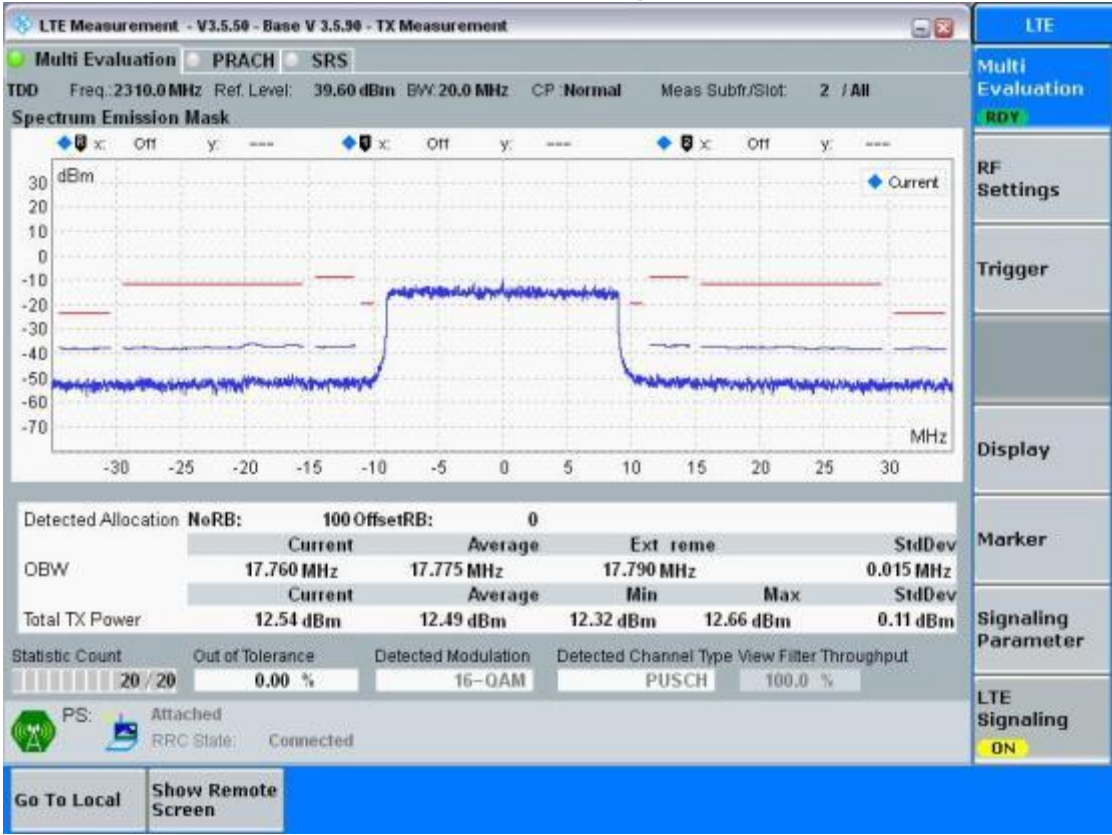 LTE Measurement - V3.5.50 - Base V 3.5.90 - TX Measurement
LTE
Multi Evaluation PRACH SRS
Multi
Evaluation
RDY
TDD Freq.:2310.0 MHz Ref. Level: 39.60 dBm BW:20.0 MHz CP :Normal Meas Subfr./Slot: 2 / All
Spectrum Emission Mask
x: Off y: --- x: Off y: --- x: Off y: ---
dBm
Current
30
20
10
0
-10
-20
-30
-40
-50
-60
-70
MHz
-30 -25 -20 -15 -10 -5 0 5 10 15 20 25 30
RF
Settings
Trigger
Display
Marker
Signaling
Parameter
LTE
Signaling
ON
Detected Allocation NoRB: 100 OffsetRB: 0
Current Average Ext reme StdDev
OBW 17.760 MHz 17.775 MHz 17.790 MHz 0.015 MHz
Current Average Min Max StdDev
Total TX Power 12.54 dBm 12.49 dBm 12.32 dBm 12.66 dBm 0.11 dBm
Statistic Count Out of Tolerance Detected Modulation Detected Channel Type View Filter Throughput
20 / 20 0.00 % 16-QAM PUSCH 100.0 %
PS: Attached
RRC State: Connected
Go To Local
Show Remote
Screen